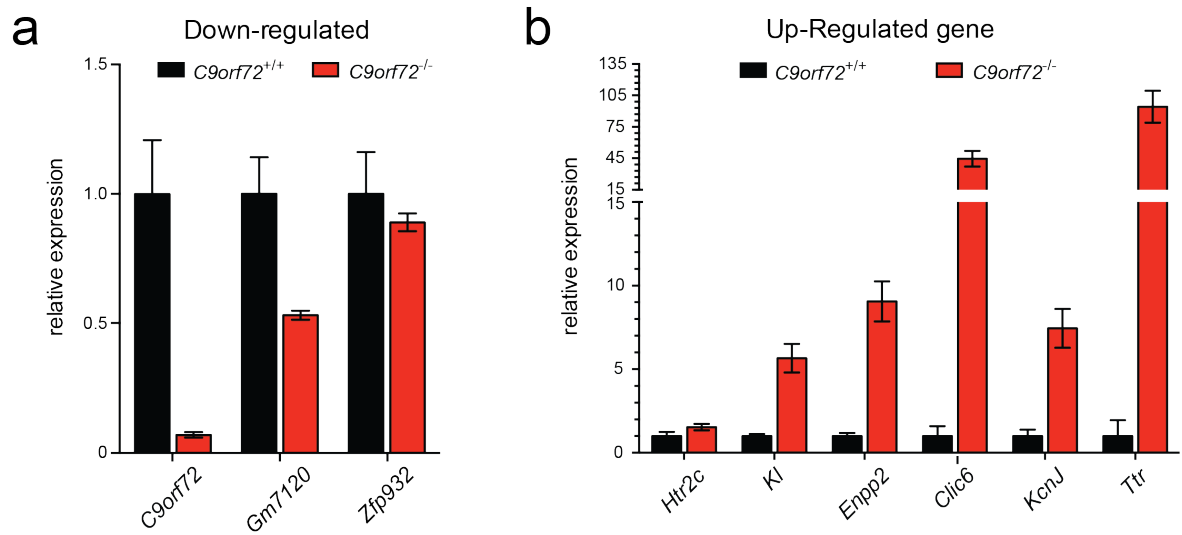 a
Down-regulated
C9orf72+/+
C9orf72-/-
relative expression
1.5
1.0
0.5
0
C9orf72
Gm7120
Zfp932
b
Up-Regulated gene
C9orf72+/+
C9orf72-/-
relative expression
135
105
75
45
15
15
10
5
0
Htr2c
Kl
Enpp2
Clic6
KcnJ
Ttr